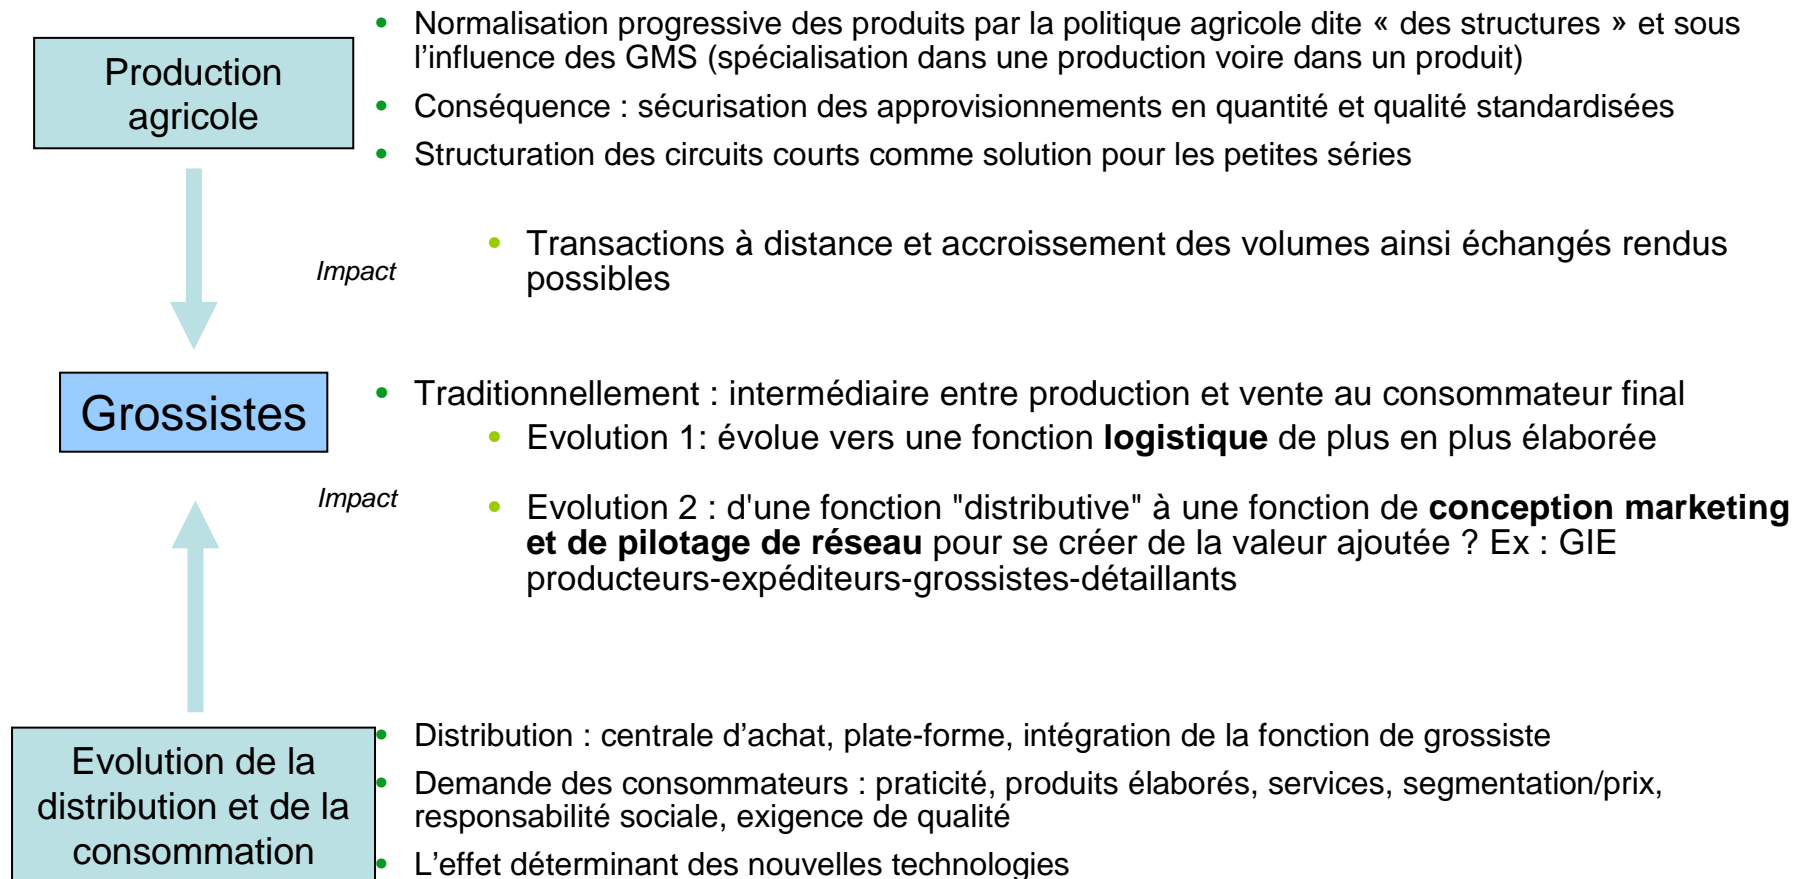 Production
agricole
• Normalisation progressive des produits par la politique agricole dite « des structures » et sous
l’influence des GMS (spécialisation dans une production voire dans un produit)
• Conséquence : sécurisation des approvisionnements en quantité et qualité standardisées
• Structuration des circuits courts comme solution pour les petites séries
Impact
• Transactions à distance et accroissement des volumes ainsi échangés rendus
possibles
Grossistes
• Traditionnellement : intermédiaire entre production et vente au consommateur final
• Evolution 1: évolue vers une fonction logistique de plus en plus élaborée
Impact
• Evolution 2 : d'une fonction "distributive" à une fonction de conception marketing
et de pilotage de réseau pour se créer de la valeur ajoutée ? Ex : GIE
producteurs-expéditeurs-grossistes-détaillants
Evolution de la
distribution et de la
consommation
• Distribution : centrale d’achat, plate-forme, intégration de la fonction de grossiste
• Demande des consommateurs : praticité, produits élaborés, services, segmentation/prix,
responsabilité sociale, exigence de qualité
• L’effet déterminant des nouvelles technologies